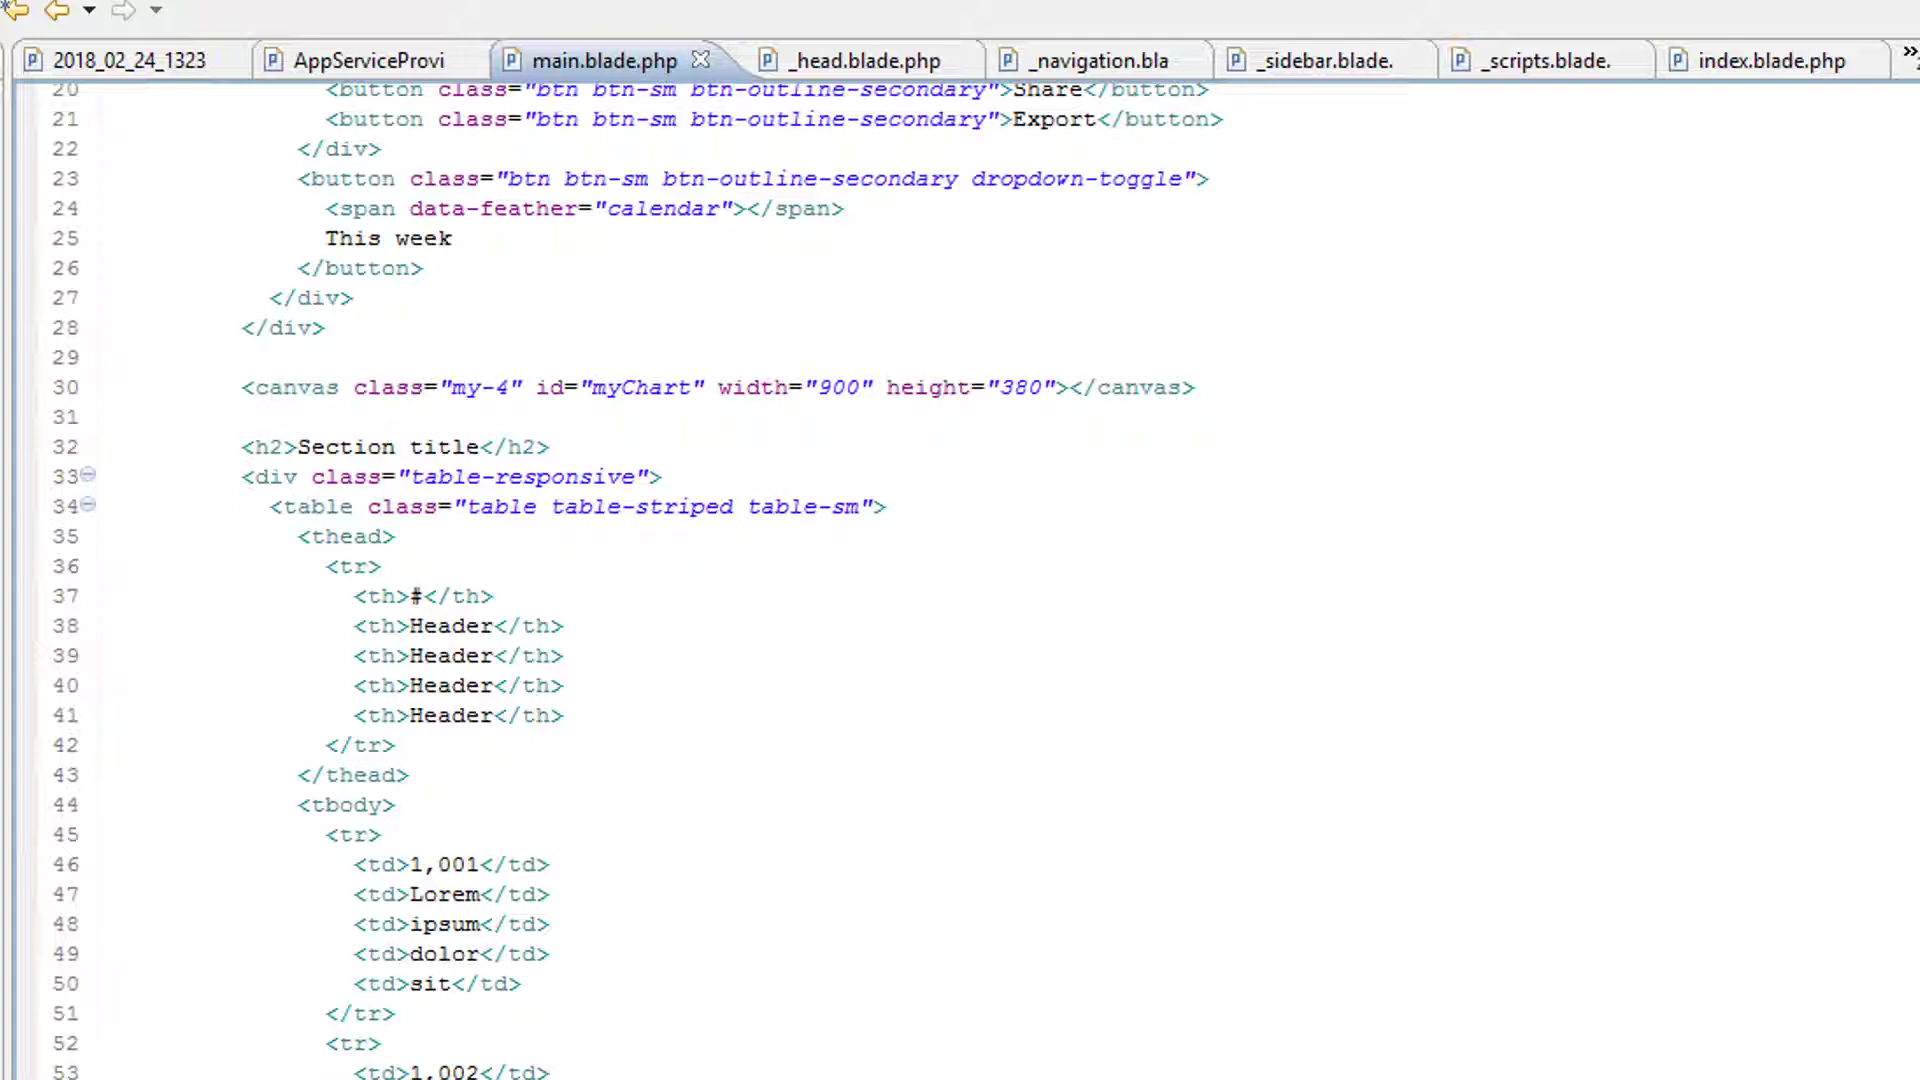 2018_02_24_1323 AppServiceProvi main.blade.php _head.blade.php _navigation.bla _sidebar.blade. _scripts.blade. index.blade.php
20 <button class="btn btn-sm btn-outline-secondary">Share</button>
21 <button class="btn btn-sm btn-outline-secondary">Export</button>
22 </div>
23 <button class="btn btn-sm btn-outline-secondary dropdown-toggle">
24 <span data-feather="calendar"></span>
25 This week
26 </button>
27 </div>
28 </div>
29
30 <canvas class="my-4" id="myChart" width="900" height="380"></canvas>
31
32 <h2>Section title</h2>
33 <div class="table-responsive">
34 <table class="table table-striped table-sm">
35 <thead>
36 <tr>
37 <th>#</th>
38 <th>Header</th>
39 <th>Header</th>
40 <th>Header</th>
41 <th>Header</th>
42 </tr>
43 </thead>
44 <tbody>
45 <tr>
46 <td>1,001</td>
47 <td>Lorem</td>
48 <td>ipsum</td>
49 <td>dolor</td>
50 <td>sit</td>
51 </tr>
52 <tr>
53 <td>1,002</td>